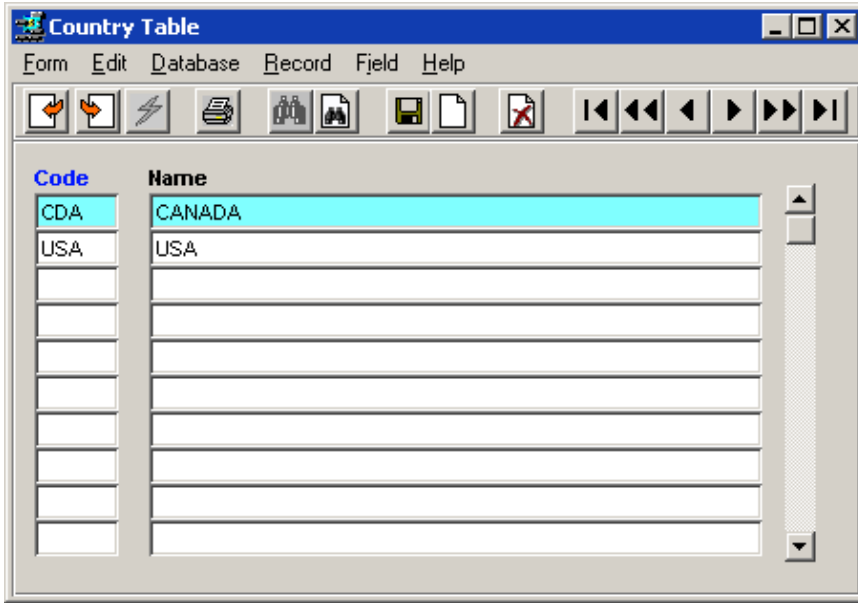 Country Table
Form Edit Database Record Field Help
Code Name
CDA CANADA
USA USA